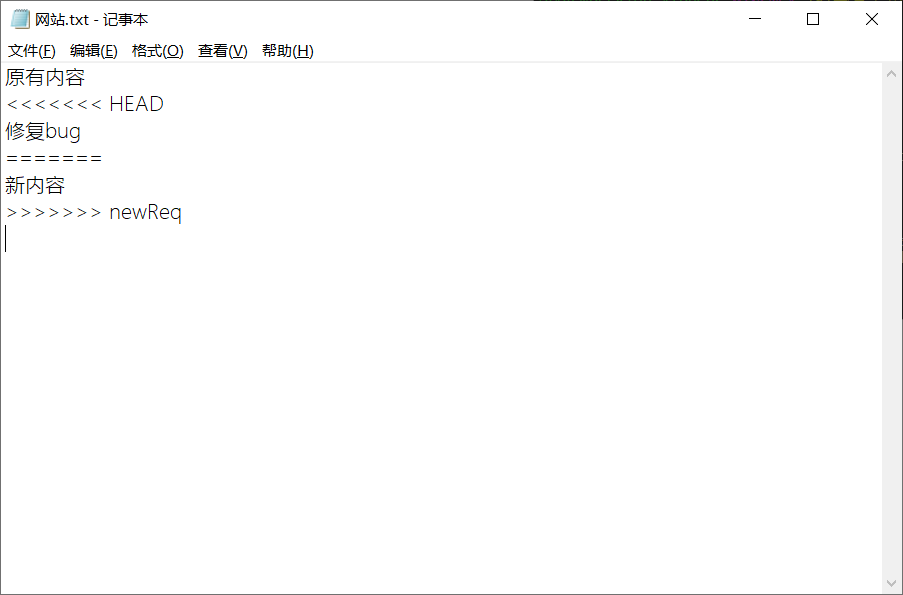 网站.txt - 记事本
文件(F) 编辑(E) 格式(O) 查看(V) 帮助(H)
原有内容
<<<<<<< HEAD
修复bug
=======
新内容
>>>>>>> newReq